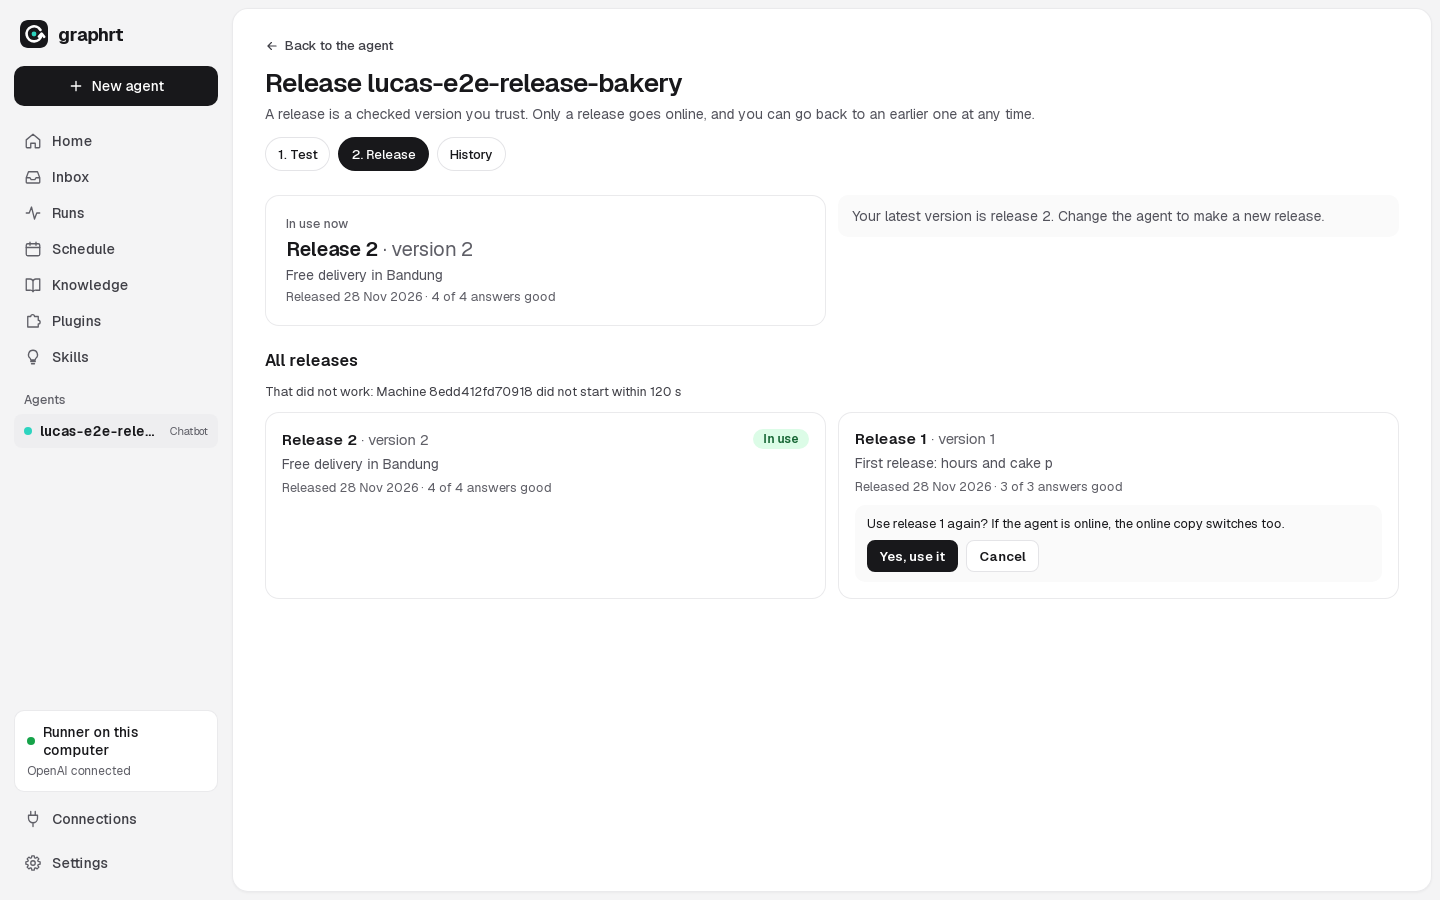 graphrt
New agent
Home
Inbox
Runs
Schedule
Knowledge
Plugins
Skills
Agents
lucas-e2e-rele... Chatbot
Runner on this
computer
OpenAI connected
Connections
Settings
Back to the agent
Release lucas-e2e-release-bakery
A release is a checked version you trust. Only a release goes online, and you can go back to an earlier one at any time.
1. Test
2. Release
History
In use now
Release 2 · version 2
Free delivery in Bandung
Released 28 Nov 2026 · 4 of 4 answers good
Your latest version is release 2. Change the agent to make a new release.
All releases
That did not work: Machine 8edd412fd70918 did not start within 120 s
Release 2 · version 2
In use
Free delivery in Bandung
Released 28 Nov 2026 · 4 of 4 answers good
Release 1 · version 1
First release: hours and cake p
Released 28 Nov 2026 · 3 of 3 answers good
Use release 1 again? If the agent is online, the online copy switches too.
Yes, use it
Cancel